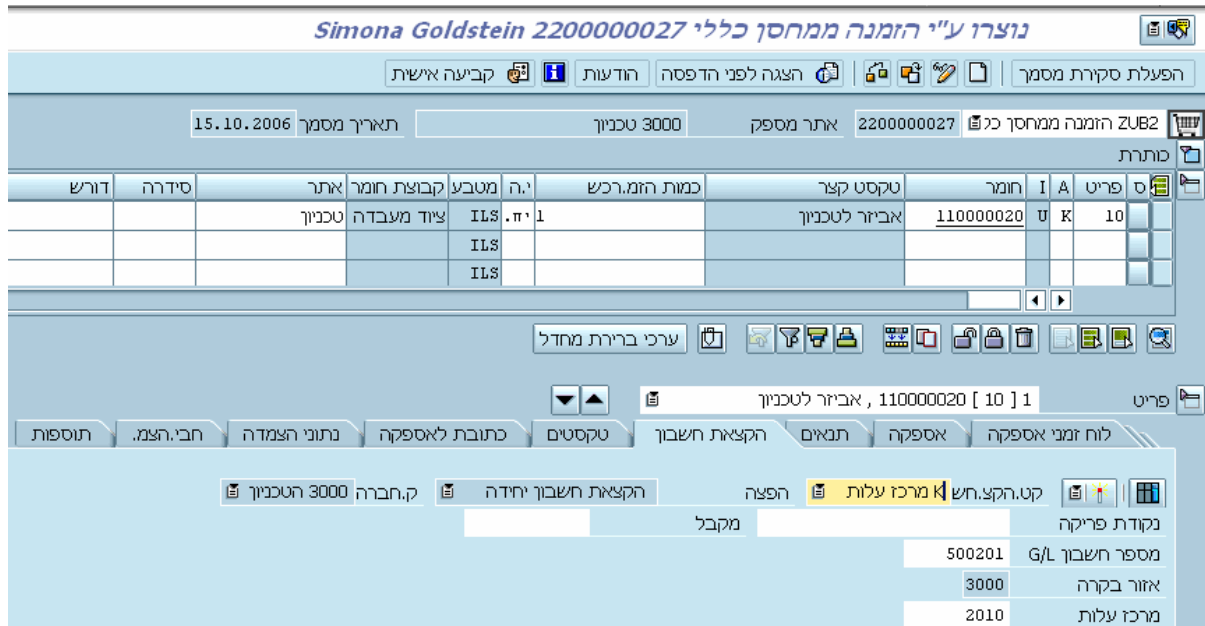 נוצרו ע"י הזמנה ממחסן כללי 2200000027 Simona Goldstein
הפעלת סקירת מסמך הצגה לפני הדפסה הודעות קביעה אישית
ZUB2 הזמנה ממחסן כל 2200000027 אתר מספק 3000 טכניון תאריך מסמך 15.10.2006
כותרת
ס פריט A I חומר טקסט קצר כמות הזמ.רכש י.ה מטבע קבוצת חומר אתר סידרה דורש
10 K U 110000020 אביזר לטכניון 1 יח. ILS ציוד מעבדה טכניון
ILS
ILS
ערכי ברירת מחדל
פריט 1 [ 10 ] 110000020 , אביזר לטכניון
לוח זמני אספקה אספקה תנאים הקצאת חשבון טקסטים כתובת לאספקה נתוני הצמדה חבי.הצמ. תוספות
קט.הקצ.חש K מרכז עלות הפצה הקצאת חשבון יחידה ק.חברה 3000 הטכניון
נקודת פריקה מקבל
מספר חשבון G/L 500201
אזור בקרה 3000
מרכז עלות 2010